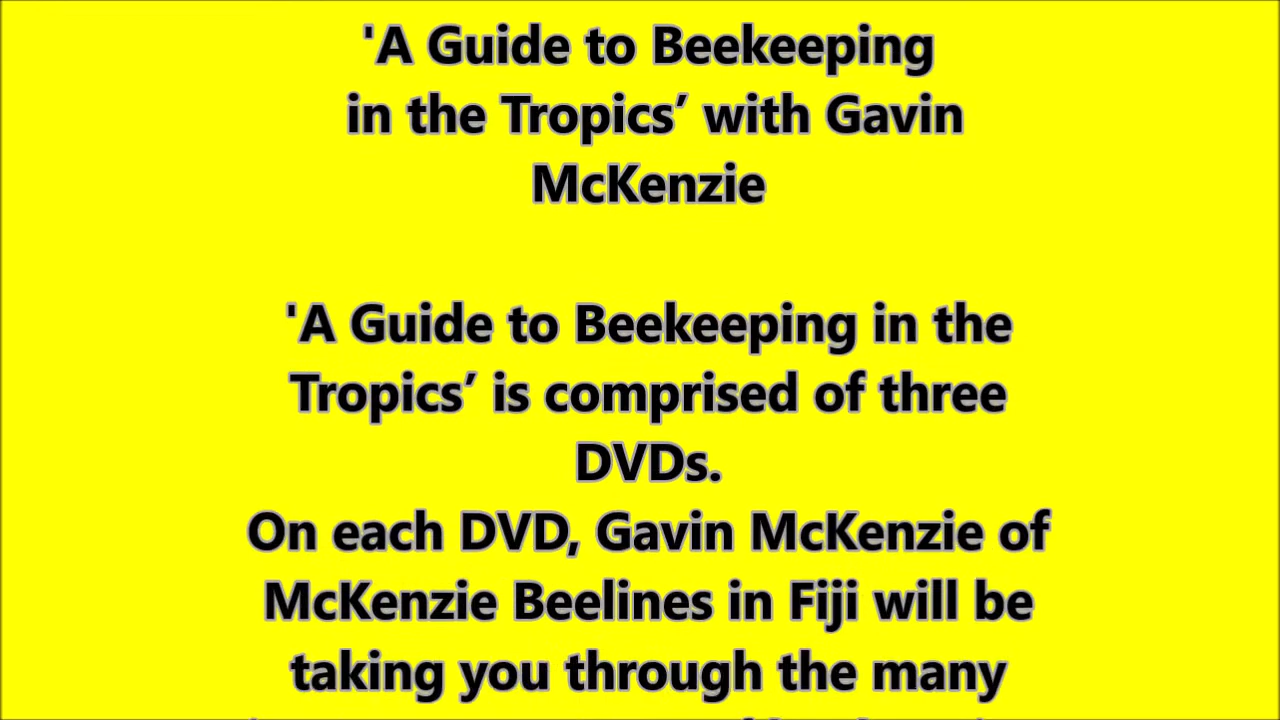 'A Guide to Beekeeping
in the Tropics’ with Gavin
McKenzie
'A Guide to Beekeeping in the
Tropics’ is comprised of three
DVDs.
On each DVD, Gavin McKenzie of
McKenzie Beelines in Fiji will be
taking you through the many